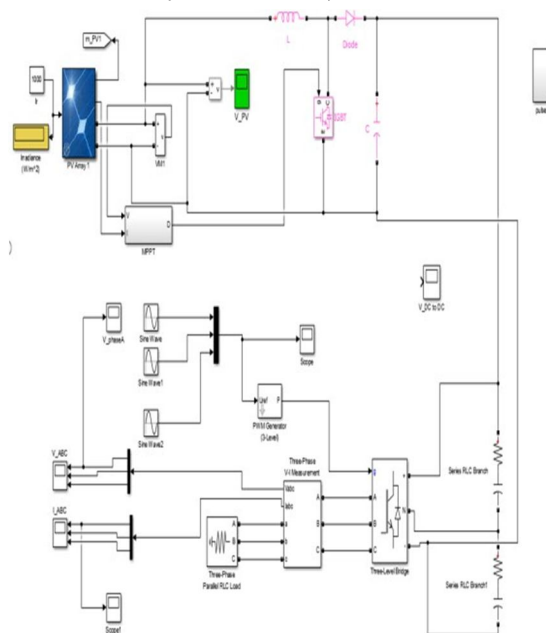 m_PV1
L
Diode
1000
Ir
V_PV
IGBT
C
VM1
PV Array 1
Irradiance
(W/m^2)
V
I
D
MPPT
)
V_DC to DC
V_phaseA
Sine Wave
Sine Wave1
Sine Wave2
Scope
Uref
P
PWM Generator
(3-Level)
V_ABC
I_ABC
Three-Phase
V-I Measurement
Vabc
Iabc
A
B
C
a
b
c
A
B
C
Three-Phase
Parallel RLC Load
g
A
B
C
+
N
-
Three-Level Bridge
Series RLC Branch
Series RLC Branch1
Scope1